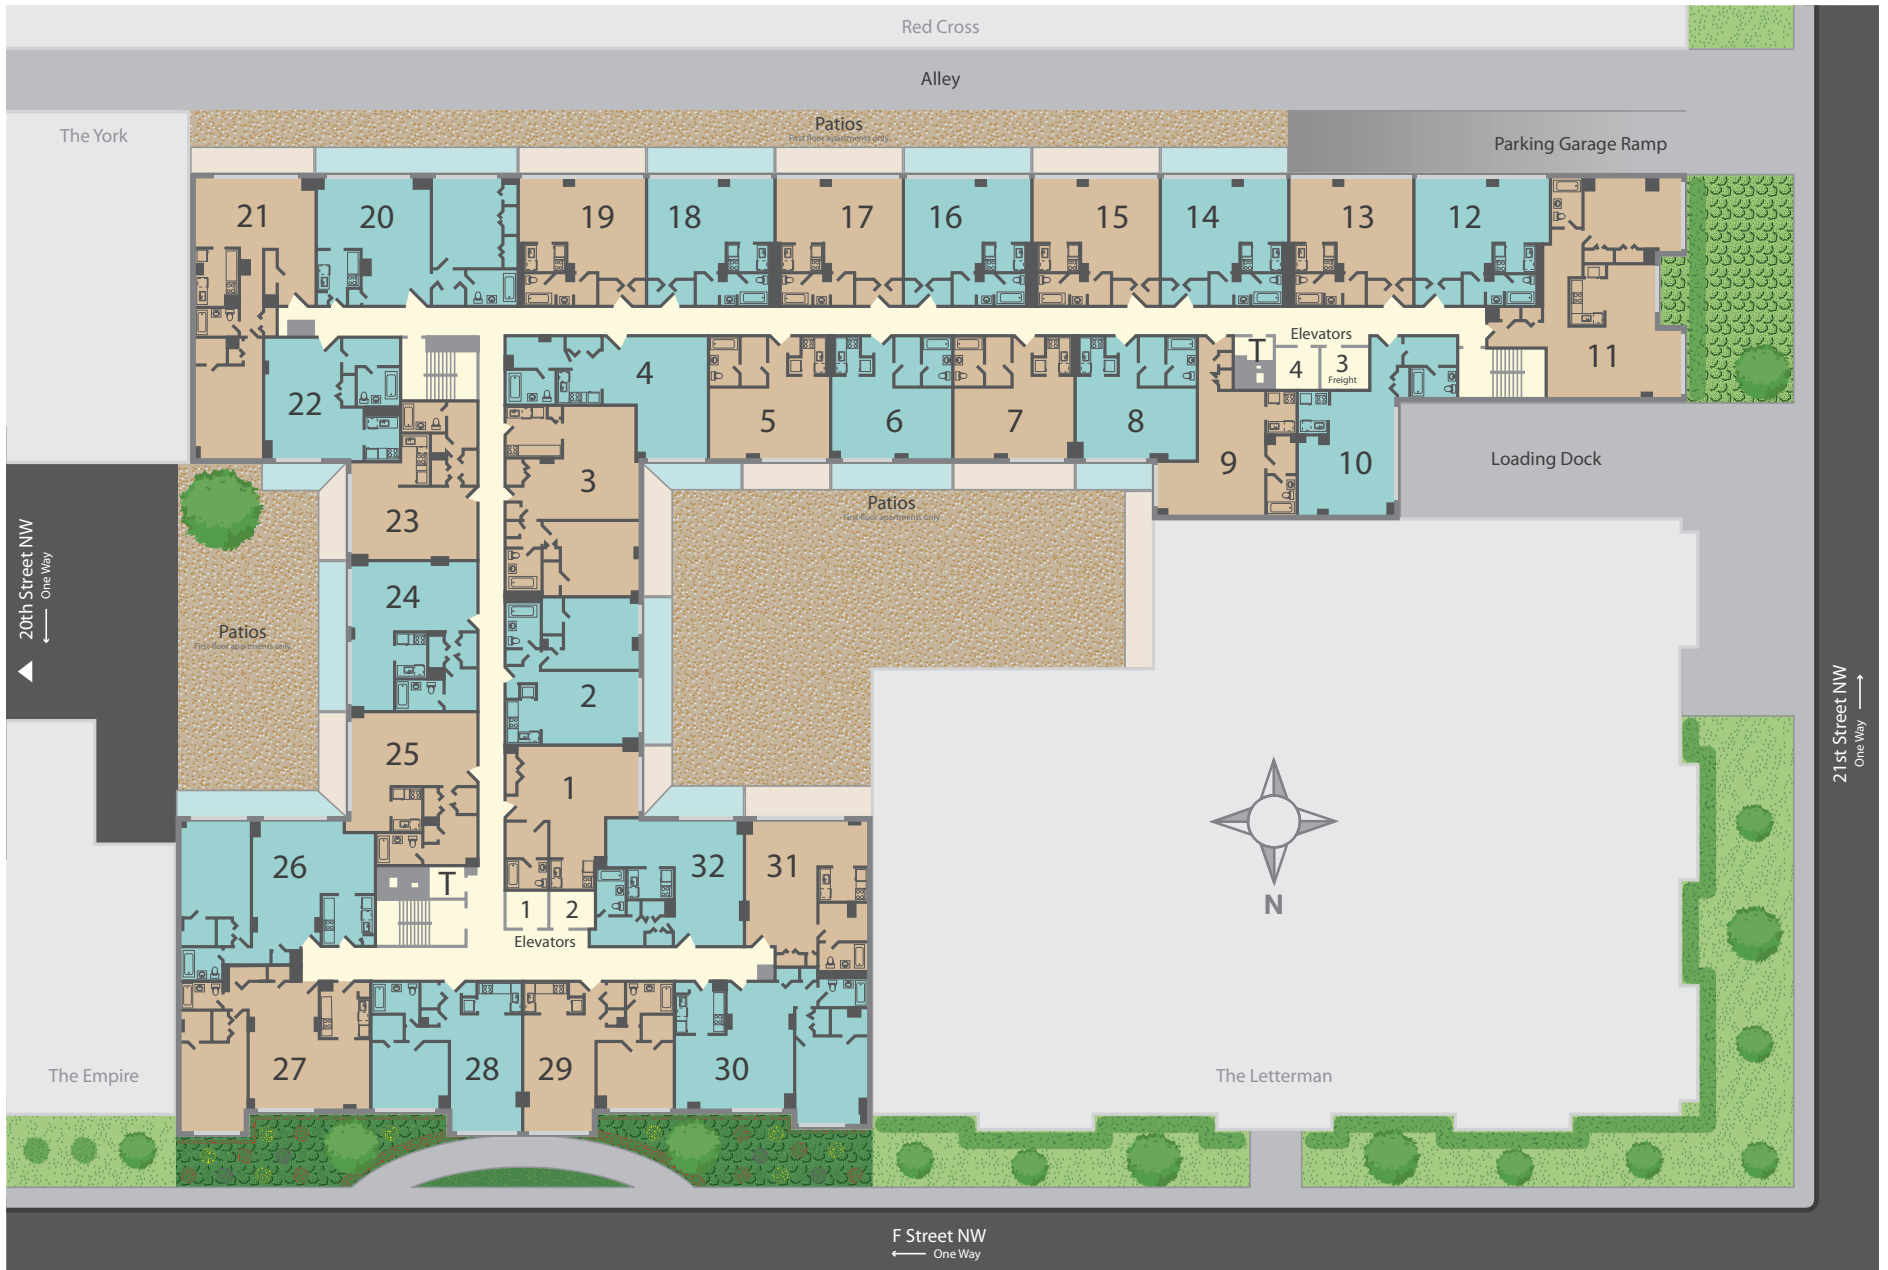 Red Cross
Alley
The York
Patios
First floor apartments only
Parking Garage Ramp
21
20
19
18
17
16
15
14
13
12
11
Elevators
T
4
3
Freight
22
4
5
6
7
8
9
10
Loading Dock
3
23
Patios
First floor apartments only
20th Street NW
One Way
24
Patios
First floor apartments only
2
21st Street NW
One Way
25
1
26
T
32
31
1
2
Elevators
N
27
28
29
30
The Empire
The Letterman
F Street NW
One Way